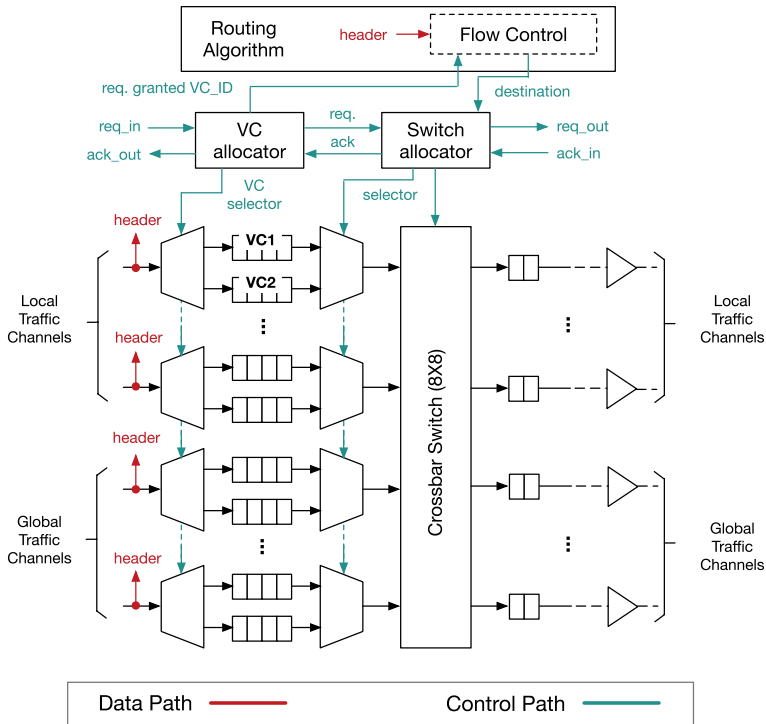 Routing
Algorithm
header
Flow Control
req. granted VC_ID
destination
req_in
ack_out
VC
allocator
req.
ack
Switch
allocator
req_out
ack_in
VC
selector
selector
header
VC1
VC2
...
...
Local
Traffic
Channels
Local
Traffic
Channels
header
Crossbar Switch (8X8)
header
Global
Traffic
Channels
...
...
Global
Traffic
Channels
header
Data Path
Control Path